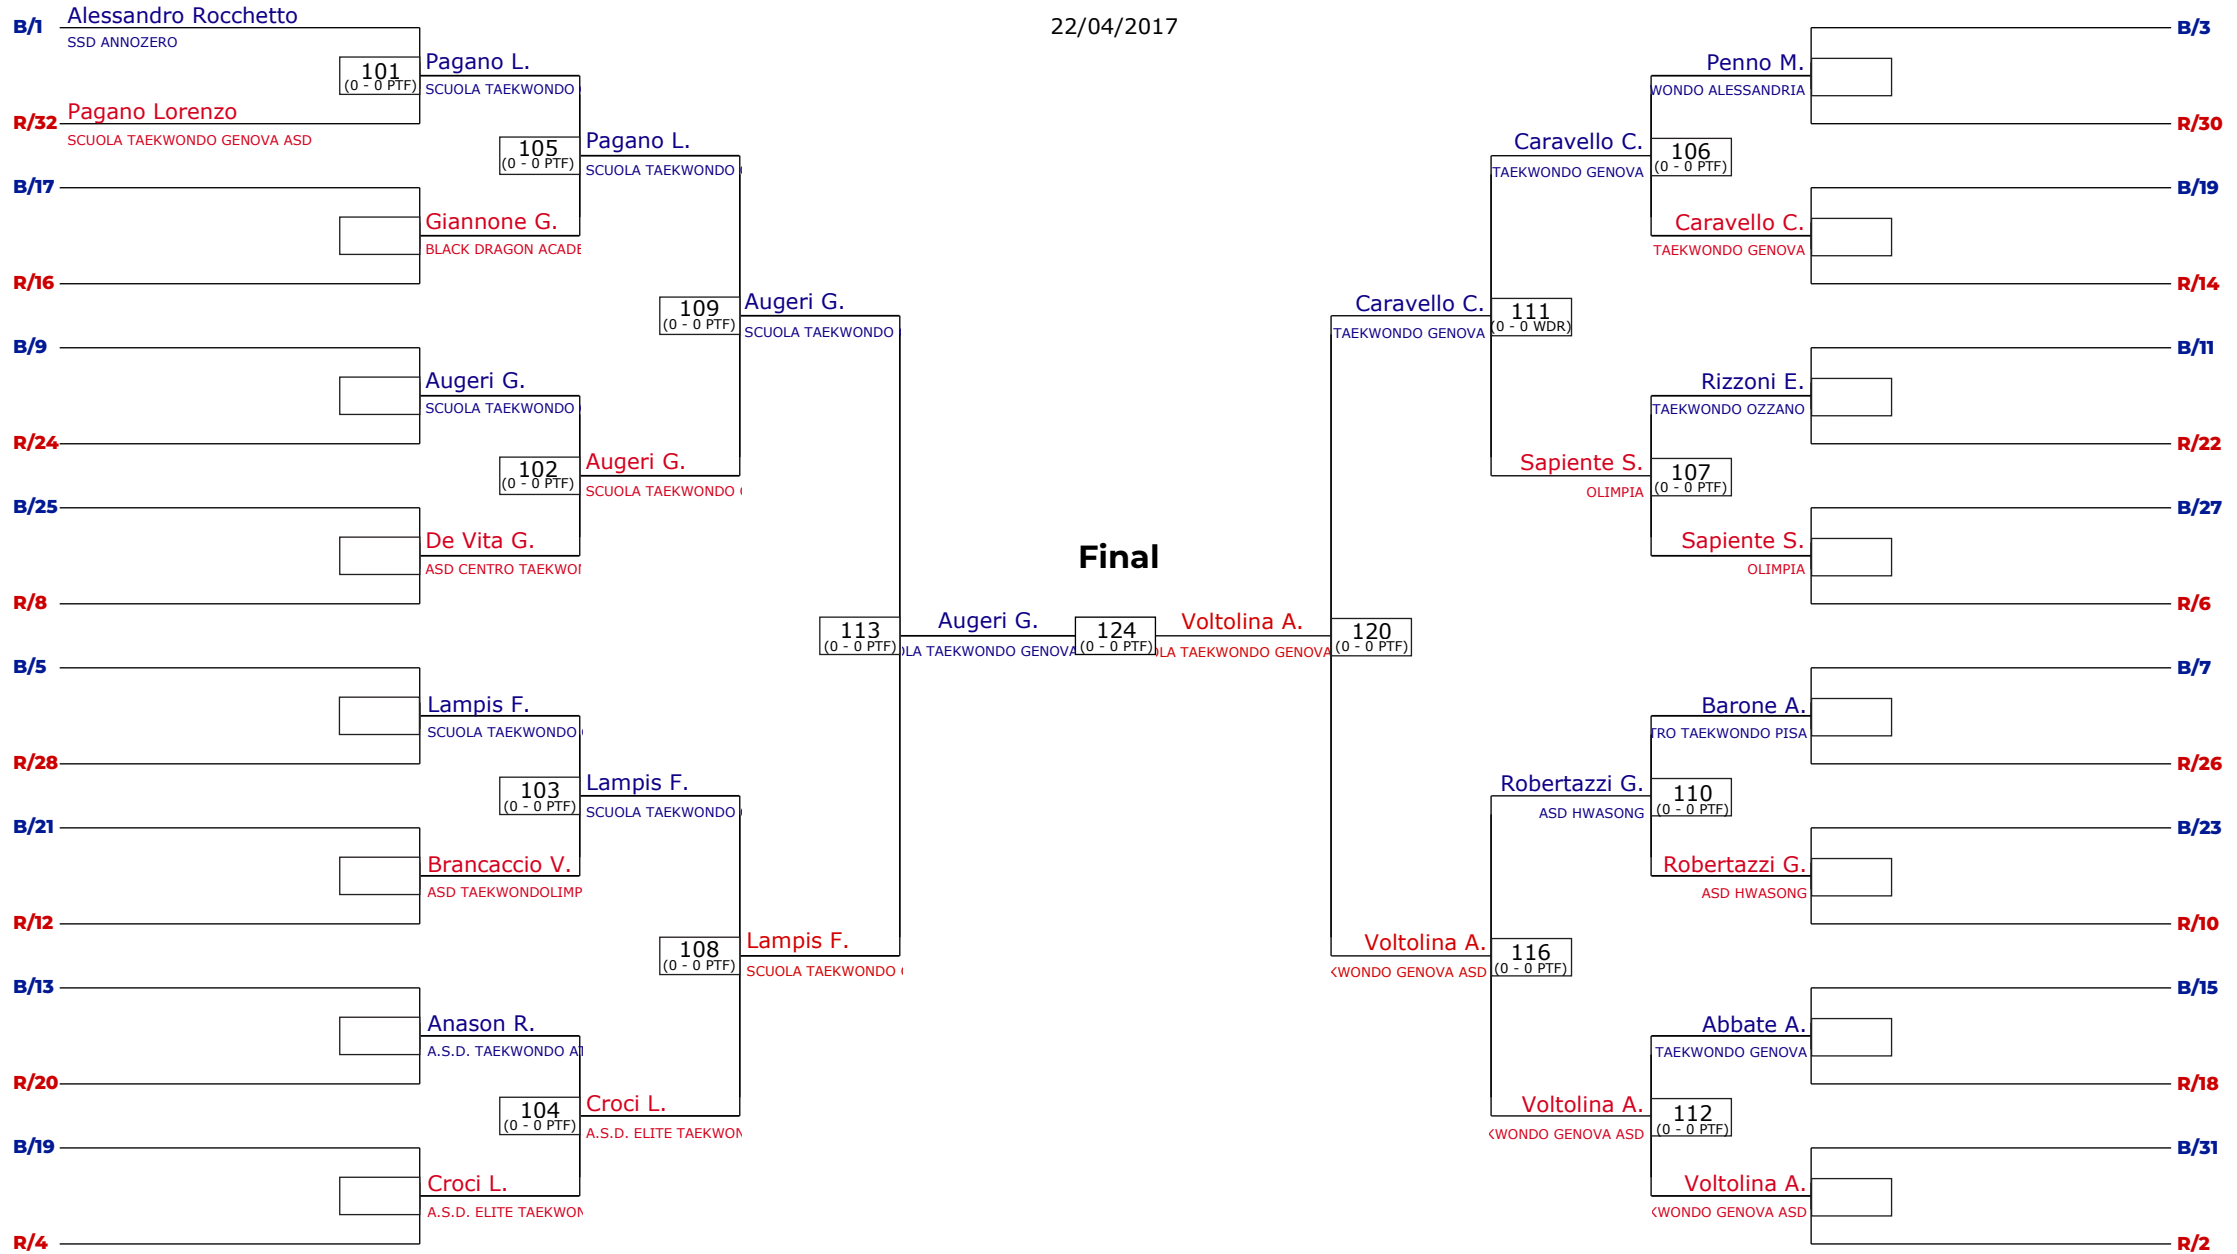 22/04/2017
B/1
Alessandro Rocchetto
SSD ANNOZERO
101
(0 - 0 PTF)
Pagano L.
SCUOLA TAEKWONDO
R/32
Pagano Lorenzo
SCUOLA TAEKWONDO GENOVA ASD
105
(0 - 0 PTF)
Pagano L.
SCUOLA TAEKWONDO
B/17
Giannone G.
BLACK DRAGON ACADE
R/16
109
(0 - 0 PTF)
Augeri G.
SCUOLA TAEKWONDO
B/9
Augeri G.
SCUOLA TAEKWONDO
R/24
102
(0 - 0 PTF)
Augeri G.
SCUOLA TAEKWONDO
B/25
De Vita G.
ASD CENTRO TAEKWON
R/8
113
(0 - 0 PTF)
B/5
Lampis F.
SCUOLA TAEKWONDO
R/28
103
(0 - 0 PTF)
Lampis F.
SCUOLA TAEKWONDO
B/21
Brancaccio V.
ASD TAEKWONDOLIMP
R/12
108
(0 - 0 PTF)
Lampis F.
SCUOLA TAEKWONDO
B/13
Anason R.
A.S.D. TAEKWONDO AT
R/20
104
(0 - 0 PTF)
Croci L.
A.S.D. ELITE TAEKWON
B/19
Croci L.
A.S.D. ELITE TAEKWON
R/4
Final
Augeri G.
LA TAEKWONDO GENOVA
124
(0 - 0 PTF)
Voltolina A.
LA TAEKWONDO GENOVA
B/3
Penno M.
WONDO ALESSANDRIA
R/30
Caravello C.
TAEKWONDO GENOVA
106
(0 - 0 PTF)
B/19
Caravello C.
TAEKWONDO GENOVA
R/14
Caravello C.
TAEKWONDO GENOVA
111
(0 - 0 WDR)
B/11
Rizzoni E.
TAEKWONDO OZZANO
R/22
Sapiente S.
OLIMPIA
107
(0 - 0 PTF)
B/27
Sapiente S.
OLIMPIA
R/6
120
(0 - 0 PTF)
B/7
Barone A.
TRO TAEKWONDO PISA
R/26
Robertazzi G.
ASD HWASONG
110
(0 - 0 PTF)
B/23
Robertazzi G.
ASD HWASONG
R/10
Voltolina A.
KWONDO GENOVA ASD
116
(0 - 0 PTF)
B/15
Abbate A.
TAEKWONDO GENOVA
R/18
Voltolina A.
KWONDO GENOVA ASD
112
(0 - 0 PTF)
B/31
Voltolina A.
KWONDO GENOVA ASD
R/2